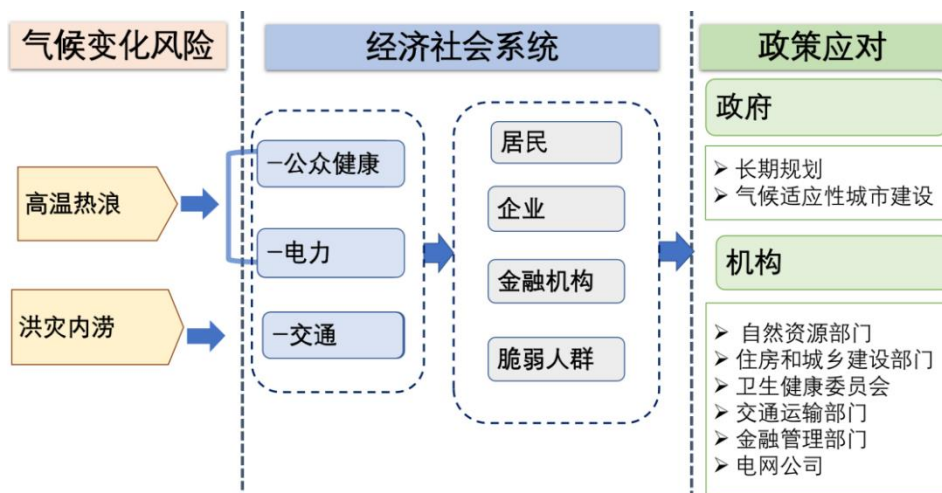 气候变化风险
经济社会系统
政策应对
高温热浪
洪灾内涝
—公众健康
—电力
—交通
居民
企业
金融机构
脆弱人群
政府
➢ 长期规划
➢ 气候适应性城市建设
机构
➢ 自然资源部门
➢ 住房和城乡建设部门
➢ 卫生健康委员会
➢ 交通运输部门
➢ 金融管理部门
➢ 电网公司